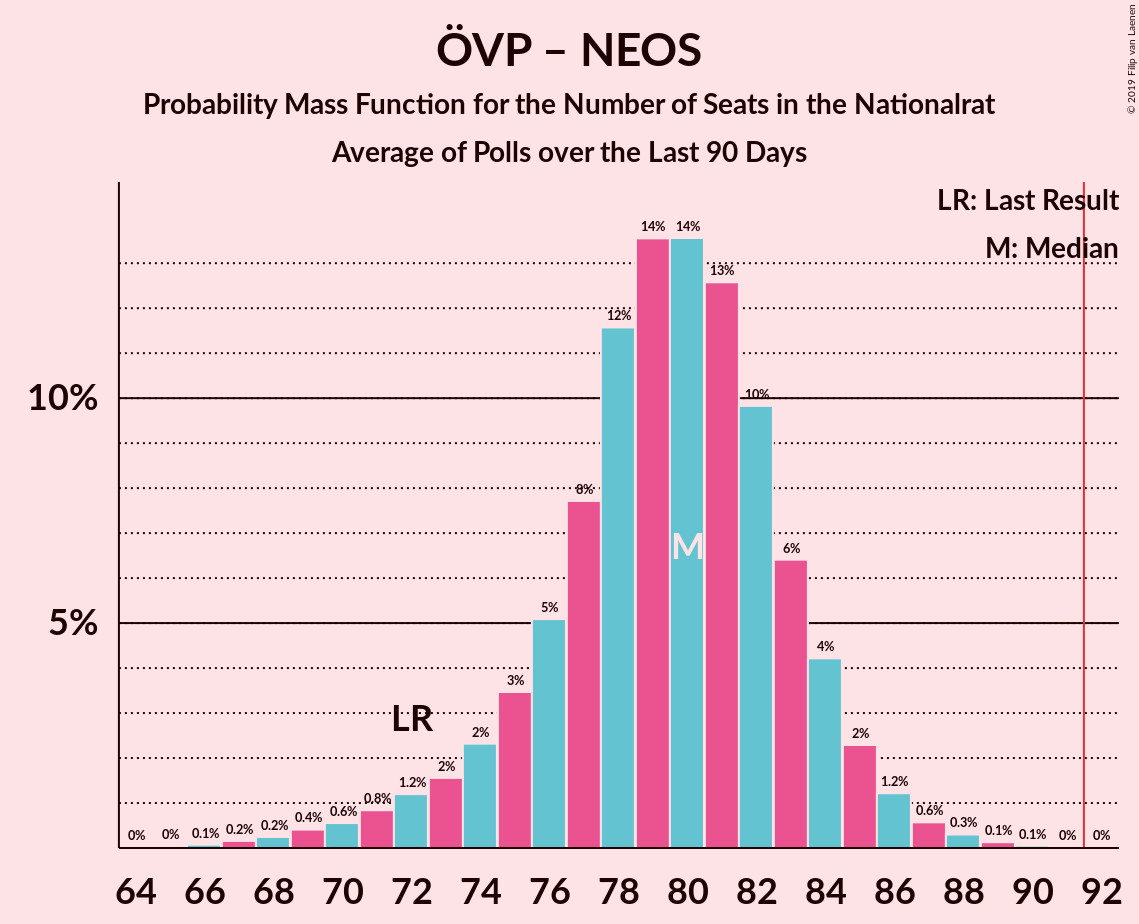 ÖVP – NEOS
Probability Mass Function for the Number of Seats in the Nationalrat
Average of Polls over the Last 90 Days
© 2019 Filip van Laenen
LR: Last Result
M: Median
14% 14%
13%
12%
10%
10%
8%
M
6%
5%
5%
4%
3%
LR
2%
2%
2%
1.2%
1.2%
0.8%
0.6%
0.6%
0.4%
0.3%
0% 0% 0.1% 0.2% 0.2%
0.1% 0.1% 0% 0%
64 66 68 70 72 74 76 78 80 82 84 86 88 90 92